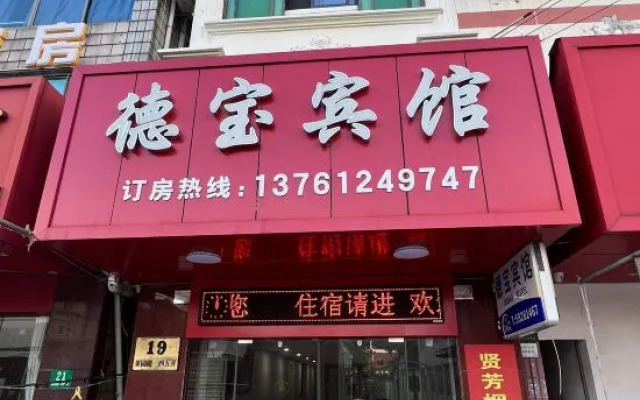 房
德宝宾馆
订房热线:13761249747
您 住宿请进 欢
德宝宾馆
19
21
贤芳烟